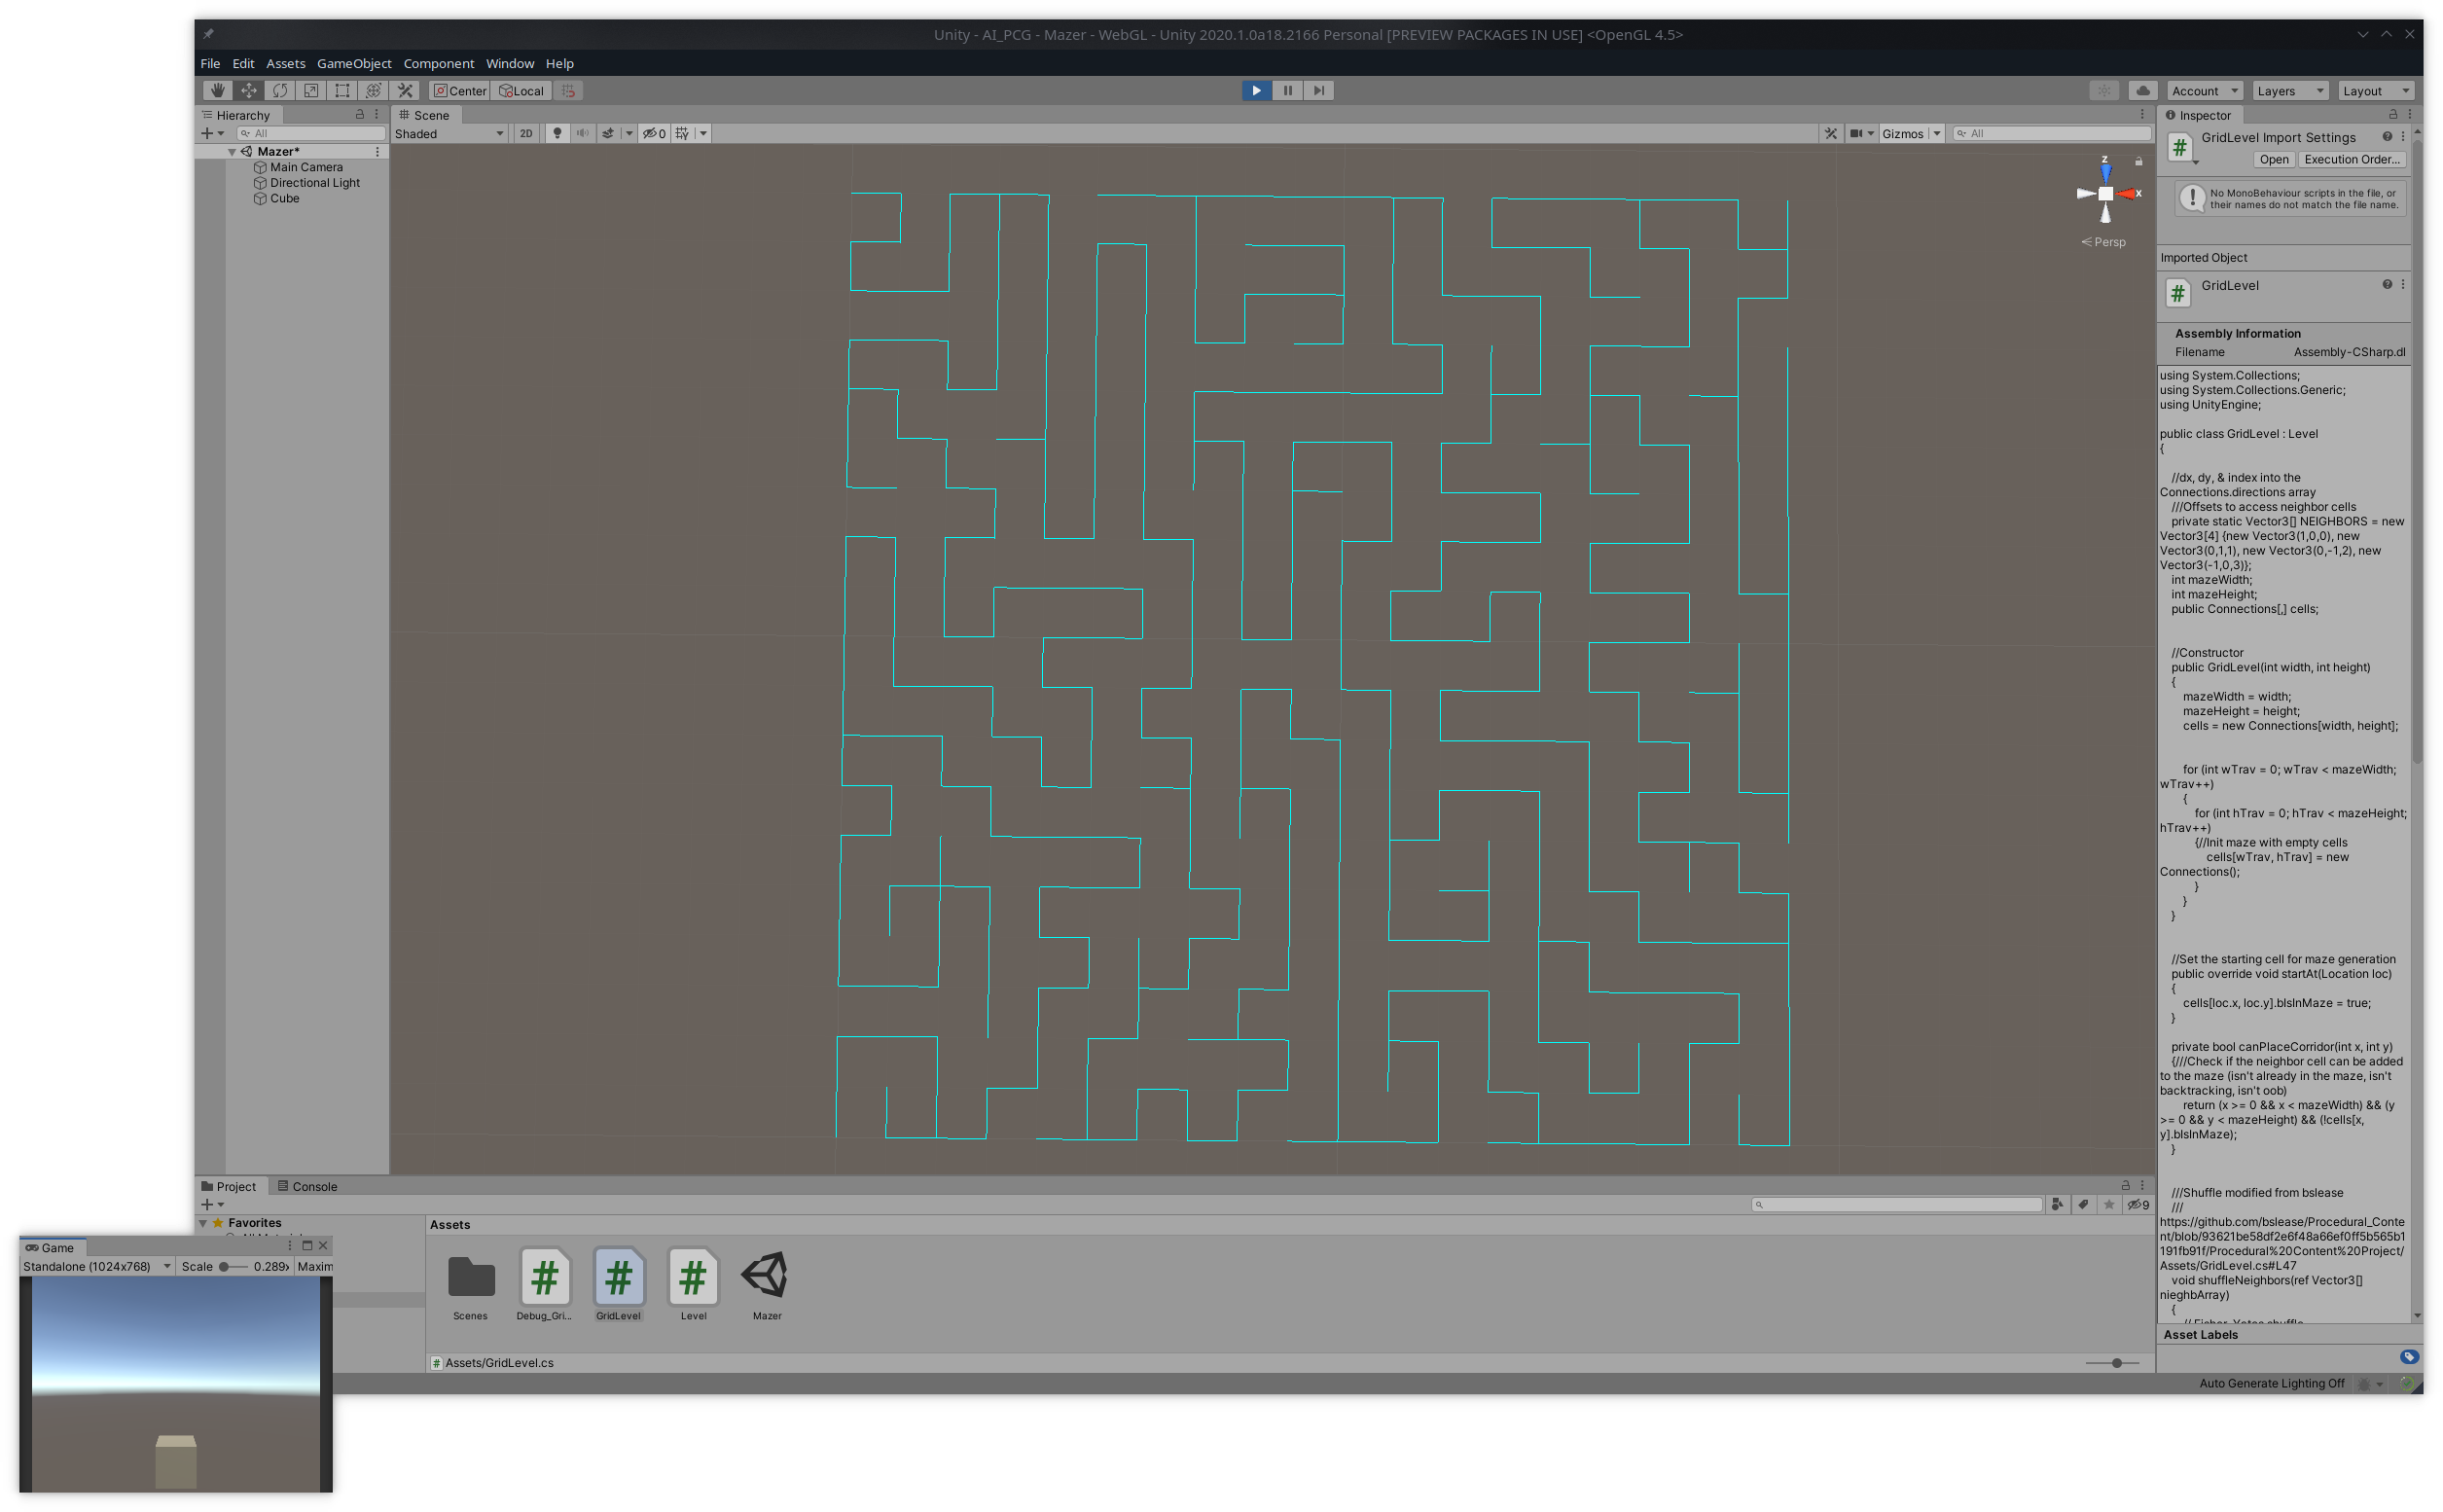 Unity - AI_PCG - Mazer - WebGL - Unity 2020.1.0a18.2166 Personal [PREVIEW PACKAGES IN USE] <OpenGL 4.5>
File Edit Assets GameObject Component Window Help
Center Local
Account Layers Layout
Hierarchy
All
Mazer*
Main Camera
Directional Light
Cube
Scene
Shaded 2D 0 Gizmos All
z
x
Persp
Inspector
GridLevel Import Settings
Open Execution Order...
No MonoBehaviour scripts in the file, or
their names do not match the file name.
Imported Object
GridLevel
Assembly Information
Filename Assembly-CSharp.dl
using System.Collections;
using System.Collections.Generic;
using UnityEngine;
public class GridLevel : Level
{
//dx, dy, & index into the
Connections.directions array
///Offsets to access neighbor cells
private static Vector3[] NEIGHBORS = new
Vector3[4] {new Vector3(1,0,0), new
Vector3(0,1,1), new Vector3(0,-1,2), new
Vector3(-1,0,3)};
int mazeWidth;
int mazeHeight;
public Connections[,] cells;
//Constructor
public GridLevel(int width, int height)
{
mazeWidth = width;
mazeHeight = height;
cells = new Connections[width, height];
for (int wTrav = 0; wTrav < mazeWidth;
wTrav++)
{
for (int hTrav = 0; hTrav < mazeHeight;
hTrav++)
{//Init maze with empty cells
cells[wTrav, hTrav] = new
Connections();
}
}
}
//Set the starting cell for maze generation
public override void startAt(Location loc)
{
cells[loc.x, loc.y].bIsInMaze = true;
}
private bool canPlaceCorridor(int x, int y)
{///Check if the neighbor cell can be added
to the maze (isn't already in the maze, isn't
backtracking, isn't oob)
return (x >= 0 && x < mazeWidth) && (y
>= 0 && y < mazeHeight) && (!cells[x,
y].bIsInMaze);
}
///Shuffle modified from bslease
///
https://github.com/bslease/Procedural_Conte
nt/blob/93621be58df2e6f48a66ef0ff5b565b1
191fb91f/Procedural%20Content%20Project/
Assets/GridLevel.cs#L47
void shuffleNeighbors(ref Vector3[]
nieghbArray)
{
Asset Labels
Auto Generate Lighting Off
Project Console
9
Favorites
Assets
Scenes Debug_Gri... GridLevel Level Mazer
Assets/GridLevel.cs
Game
Standalone (1024x768) Scale 0.289 Maxim